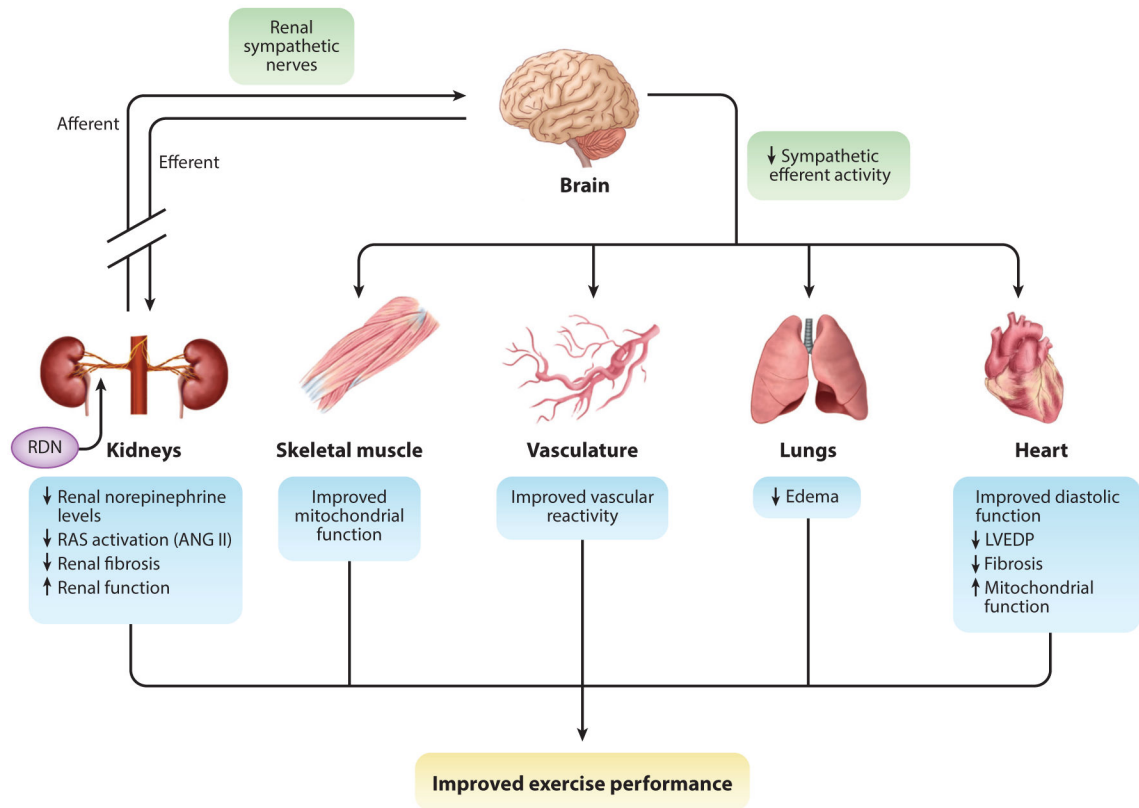 Renal
sympathetic
nerves
Afferent
Efferent
Brain
↓ Sympathetic
efferent activity
RDN
Kidneys
↓ Renal norepinephrine
levels
↓ RAS activation (ANG II)
↓ Renal fibrosis
↑ Renal function
Skeletal muscle
Improved
mitochondrial
function
Vasculature
Improved vascular
reactivity
Lungs
↓ Edema
Heart
Improved diastolic
function
↓ LVEDP
↓ Fibrosis
↑ Mitochondrial
function
Improved exercise performance